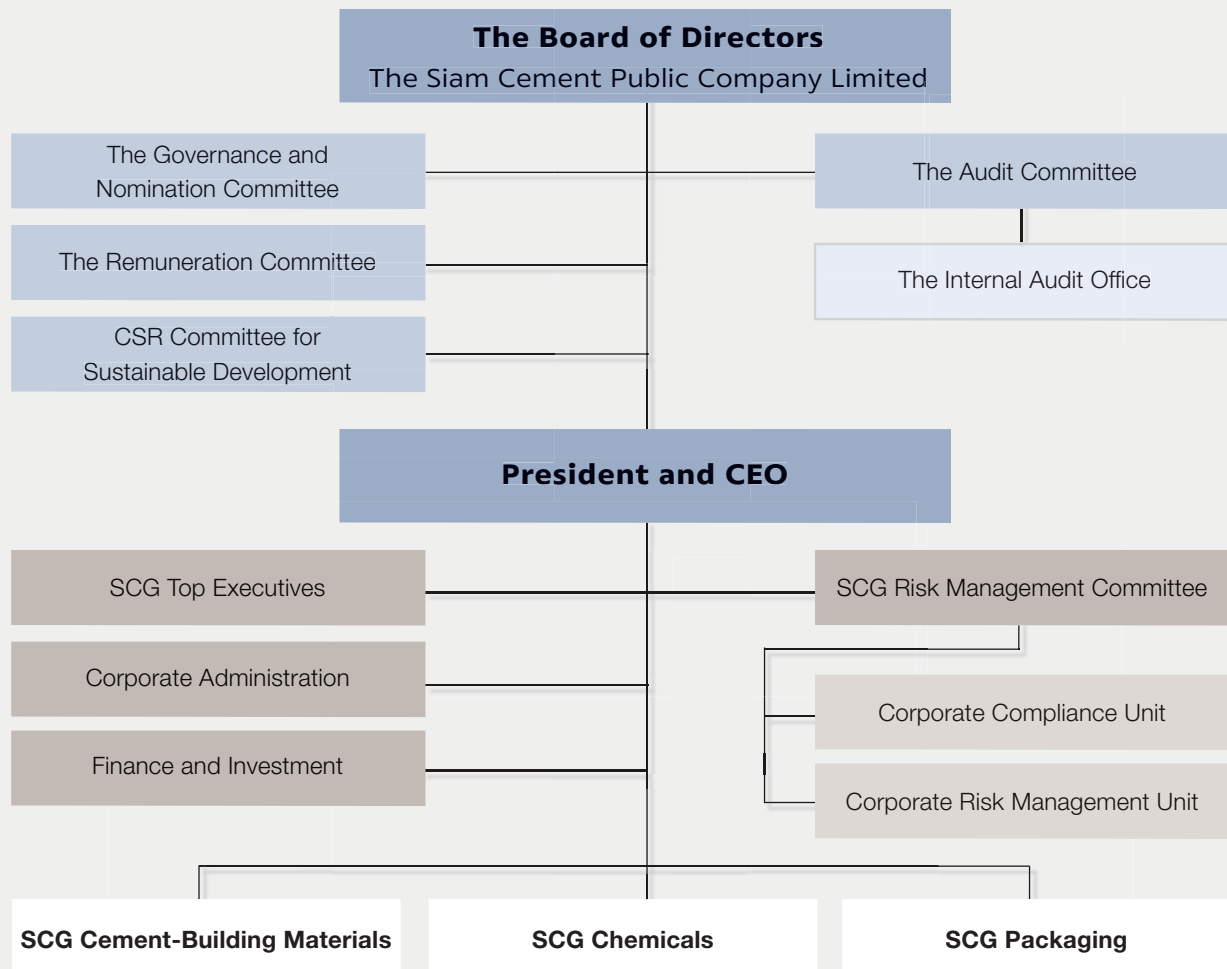 The Board of Directors
The Siam Cement Public Company Limited
The Governance and
Nomination Committee
The Audit Committee
The Remuneration Committee
The Internal Audit Office
CSR Committee for
Sustainable Development
President and CEO
SCG Top Executives
SCG Risk Management Committee
Corporate Administration
Corporate Compliance Unit
Finance and Investment
Corporate Risk Management Unit
SCG Cement-Building Materials
SCG Chemicals
SCG Packaging